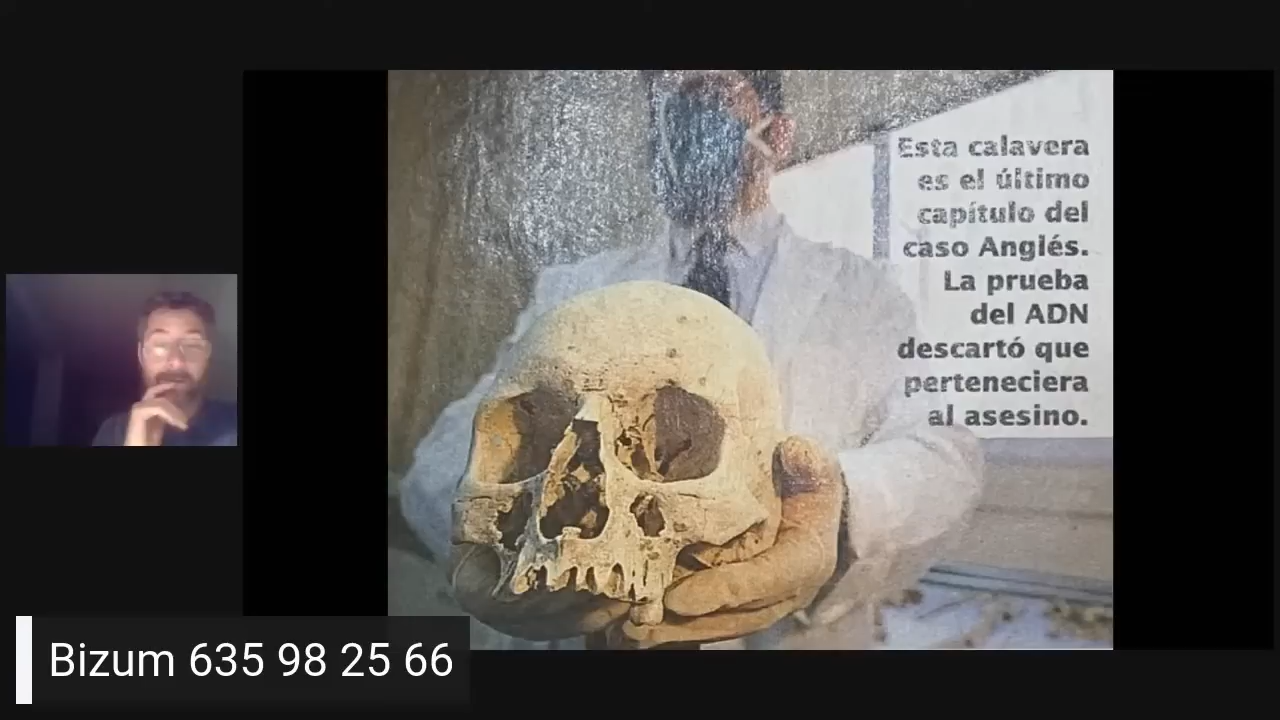 Esta calavera
es el último
capítulo del
caso Anglés.
La prueba
del ADN
descartó que
perteneciera
al asesino.
Bizum 635 98 25 66